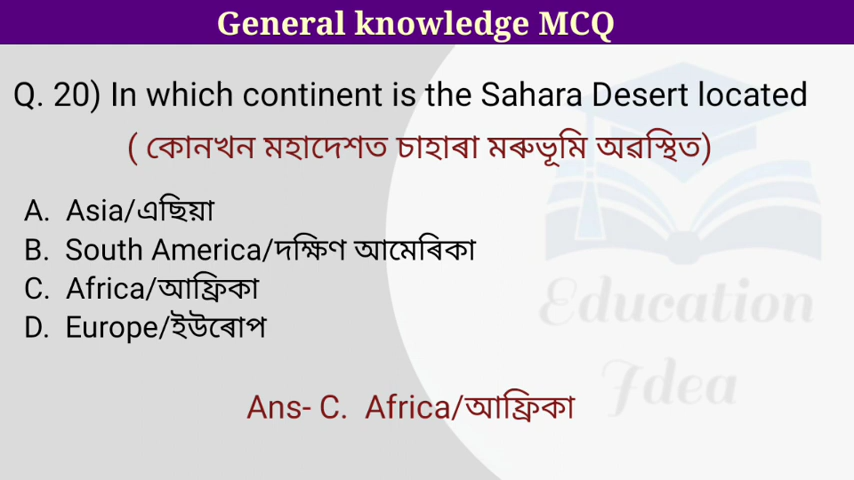 General knowledge MCQ
Q. 20) In which continent is the Sahara Desert located
( কোনখন মহাদেশত চাহাৰা মৰুভূমি অৱস্থিত)
A. Asia/এছিয়া
B. South America/দক্ষিণ আমেৰিকা
C. Africa/আফ্ৰিকা
D. Europe/ইউৰোপ
Education
Idea
Ans- C. Africa/আফ্ৰিকা